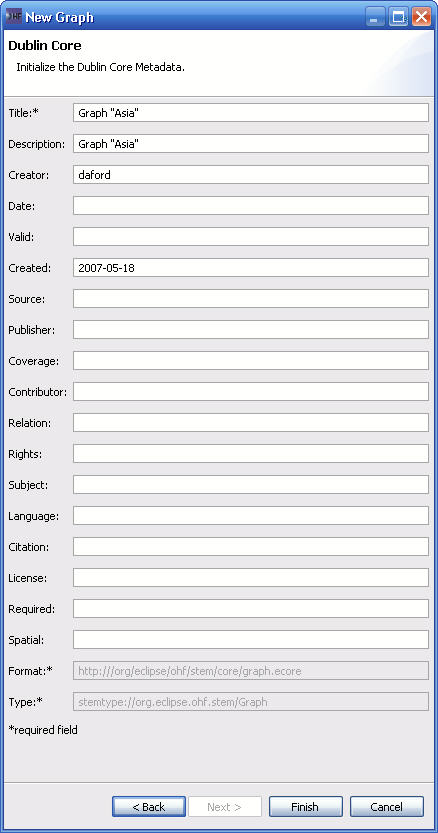 OHF New Graph
Dublin Core
Initialize the Dublin Core Metadata.
Title:* Graph "Asia"
Description: Graph "Asia"
Creator: daford
Date:
Valid:
Created: 2007-05-18
Source:
Publisher:
Coverage:
Contributor:
Relation:
Rights:
Subject:
Language:
Citation:
License:
Required:
Spatial:
Format:* http:///org/eclipse/ohf/stem/core/graph.ecore
Type:* stemtype://org.eclipse.ohf.stem/Graph
*required field
< Back Next > Finish Cancel